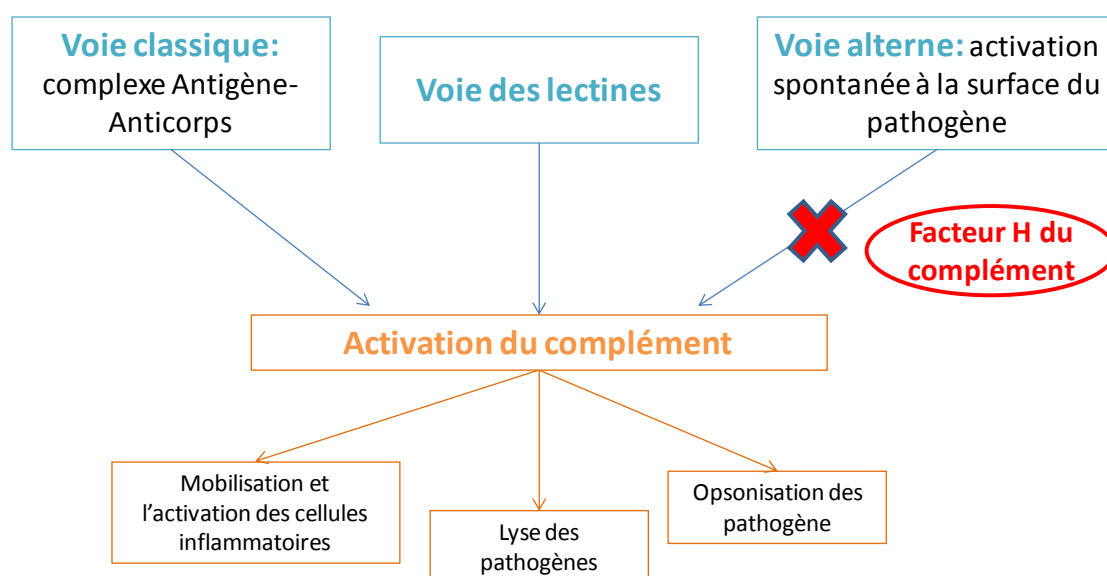 Voie classique:
complexe Antigène-
Anticorps
Voie des lectines
Voie alterne: activation
spontanée à la surface du
pathogène
Facteur H du
complément
Activation du complément
Mobilisation et
l’activation des cellules
inflammatoires
Lyse des
pathogènes
Opsonisation des
pathogène